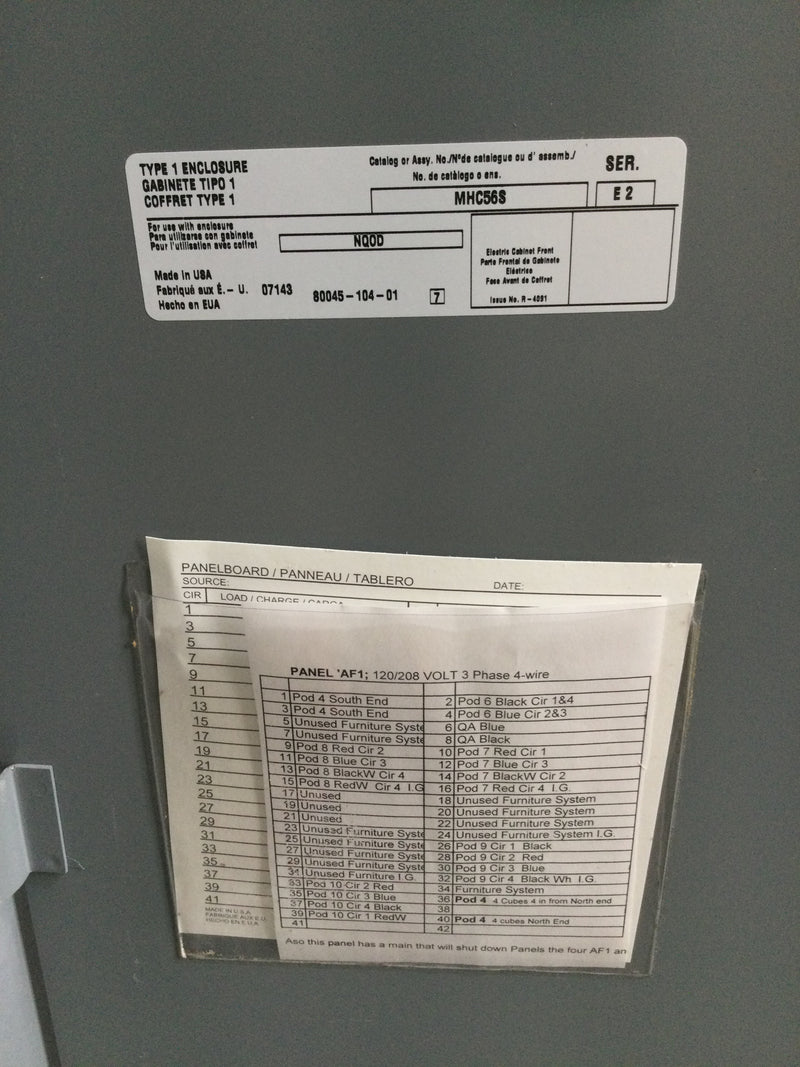 TYPE 1 ENCLOSURE
GABINETE TIPO 1
COFFRET TYPE 1
Catalog or Assy. No./Nºde catalogue ou d' assemb./
No. de catàlogo o ens.
MHC56S
SER.
E 2
For use with enclosure
Para utilizarse con gabinete
Pour l'utilisation avec coffret
NQOD
Made in USA
Fabriqué aux É.- U.
Hecho en EUA
07143
80045-104-01
7
Electric Cabinet Front
Parte Frontal de Gabinete
Eléctrico
Face Avant de Coffret
Issue No. R-4091
PANELBOARD / PANNEAU / TABLERO
SOURCE:
DATE:
CIR
LOAD / CHARGE / CARGA
1
3
5
7
9
11
13
15
17
19
21
23
25
27
29
31
33
35
37
39
41
MADE IN U.S.A.
FABRIQUE AUX E.U.
HECHO EN E.U.A.
PANEL 'AF1; 120/208 VOLT 3 Phase 4-wire
1 Pod 4 South End
2 Pod 6 Black Cir 1&4
3 Pod 4 South End
4 Pod 6 Blue Cir 2&3
5 Unused Furniture Syste
6 QA Blue
7 Unused Furniture Syste
8 QA Black
9 Pod 8 Red Cir 2
10 Pod 7 Red Cir 1
11 Pod 8 Blue Cir 3
12 Pod 7 Blue Cir 3
13 Pod 8 BlackW Cir 4
14 Pod 7 BlackW Cir 2
15 Pod 8 RedW Cir 4 I.G
16 Pod 7 Red Cir 4 I.G.
17 Unused
18 Unused Furniture System
19 Unused
20 Unused Furniture System
21 Unused
22 Unused Furniture System
23 Unused Furniture Syste
24 Unused Furniture System I.G.
25 Unused Furniture Syste
26 Pod 9 Cir 1 Black
27 Unused Furniture Syste
28 Pod 9 Cir 2 Red
29 Unused Furniture Syste
30 Pod 9 Cir 3 Blue
31 Unused Furniture I.G.
32 Pod 9 Cir 4 Black Wh I.G.
33 Pod 10 Cir 2 Red
34 Furniture System
35 Pod 10 Cir 3 Blue
36 Pod 4 4 Cubes 4 in from North end
37 Pod 10 Cir 4 Black
38
39 Pod 10 Cir 1 RedW
40 Pod 4 4 cubes North End
41
42
Aso this panel has a main that will shut down Panels the four AF1 an